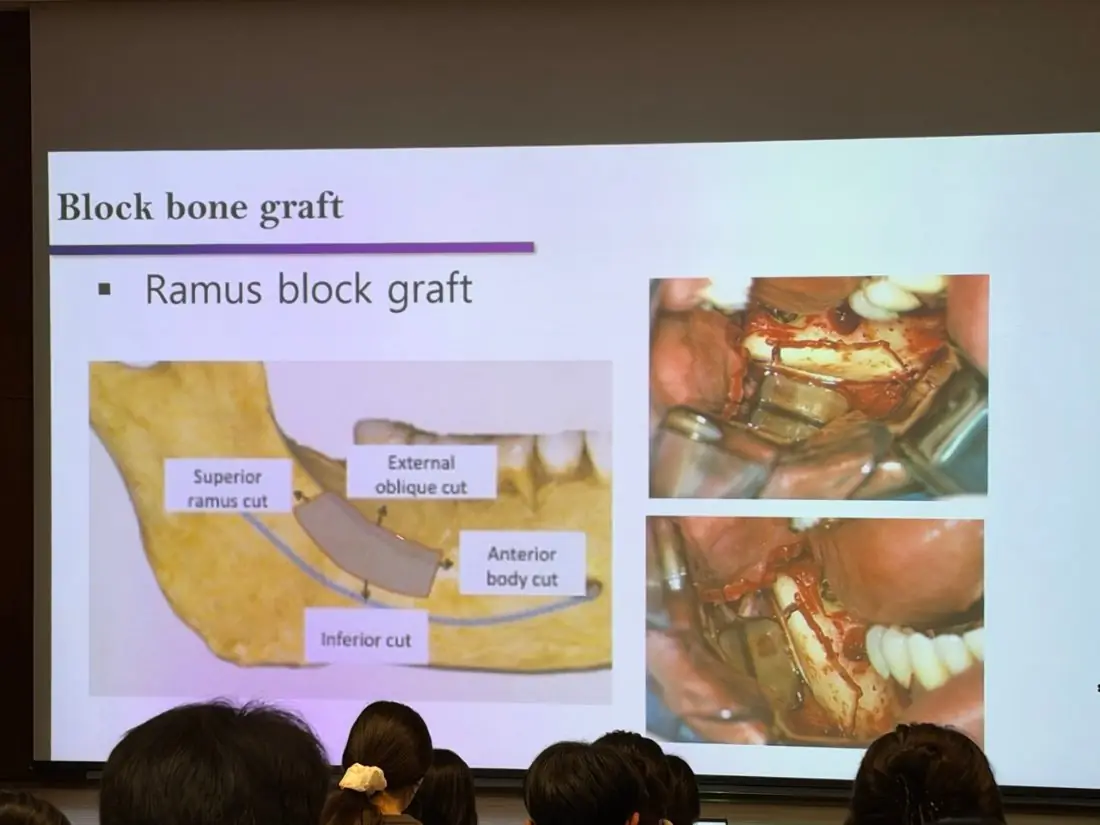 Block bone graft
▪ Ramus block graft
Superior
ramus cut
External
oblique cut
Anterior
body cut
Inferior cut